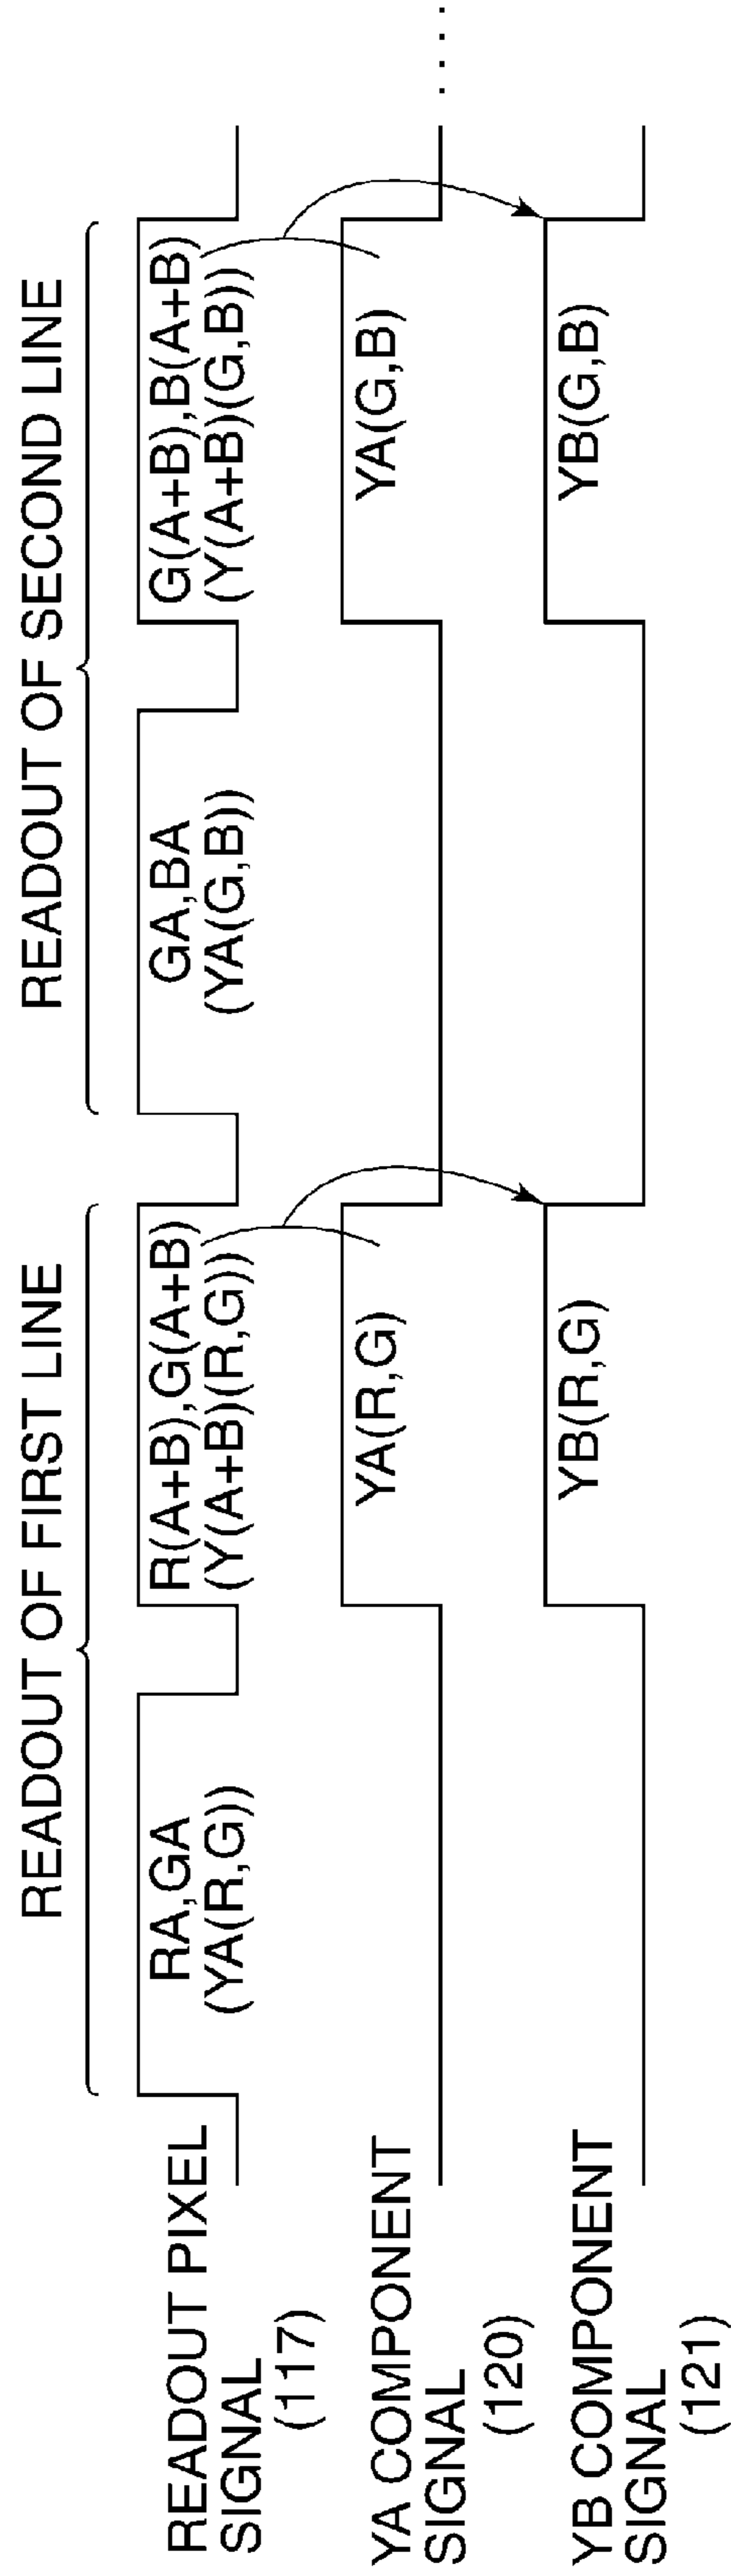 READOUT OF FIRST LINE
READOUT OF SECOND LINE
READOUT PIXEL
SIGNAL
(117)
RA,GA
(YA(R,G))
R(A+B),G(A+B)
(Y(A+B)(R,G))
GA,BA
(YA(G,B))
G(A+B),B(A+B)
(Y(A+B)(G,B))
YA COMPONENT
SIGNAL
(120)
YA(R,G)
YA(G,B)
....
YB COMPONENT
SIGNAL
(121)
YB(R,G)
YB(G,B)